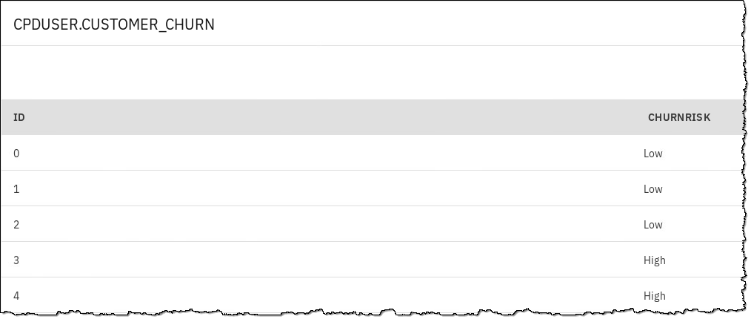 CPDUSER.CUSTOMER_CHURN
ID CHURNRISK
0 Low
1 Low
2 Low
3 High
4 High